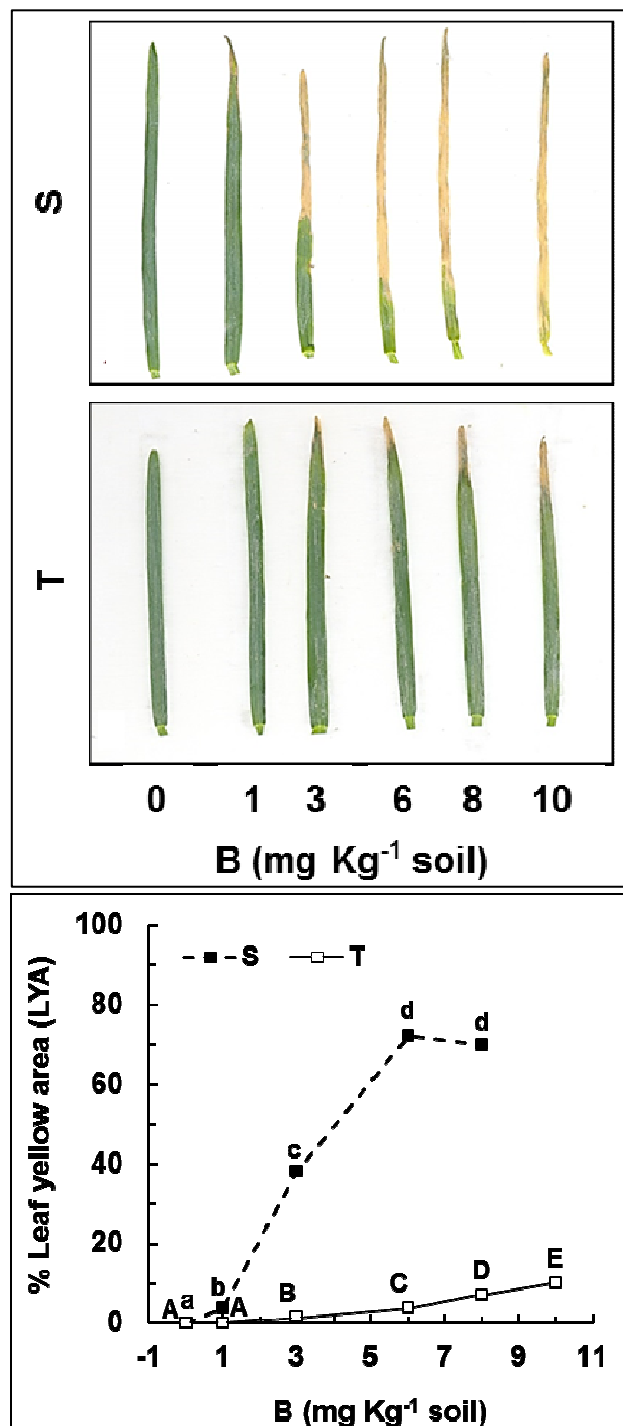 S
T
0 1 3 6 8 10
B (mg Kg-1 soil)
% Leaf yellow area (LYA)
100
80
60
40
20
0
S T
A a b A c B d C d D E
-1 1 3 5 7 9 11
B (mg Kg-1 soil)